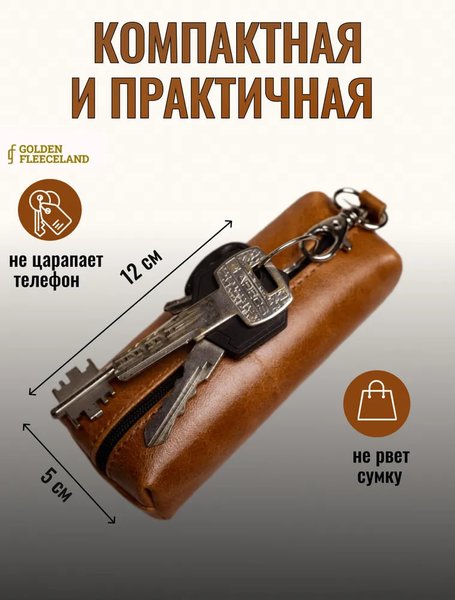 КОМПАКТНАЯ
И ПРАКТИЧНАЯ
GOLDEN
FLEECELAND
не царапает
телефон
12 см
5 см
не рвет
сумку